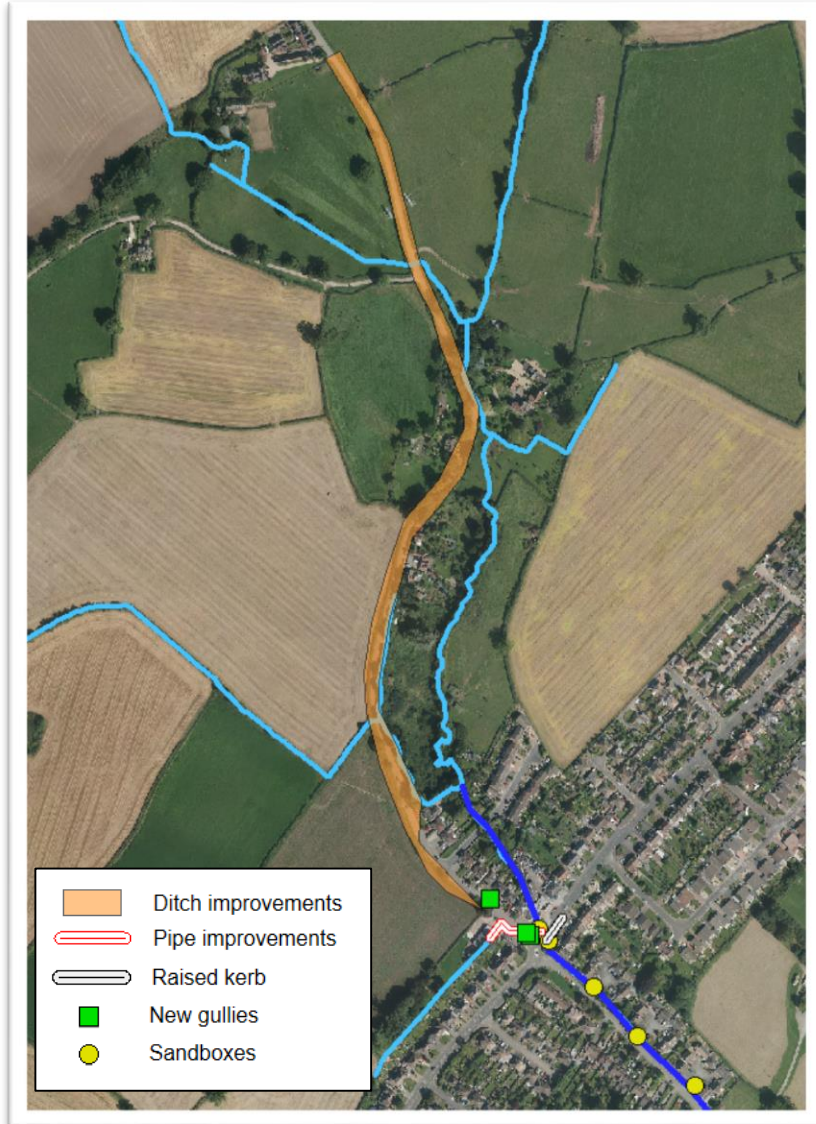 Ditch improvements
Pipe improvements
Raised kerb
New gullies
Sandboxes